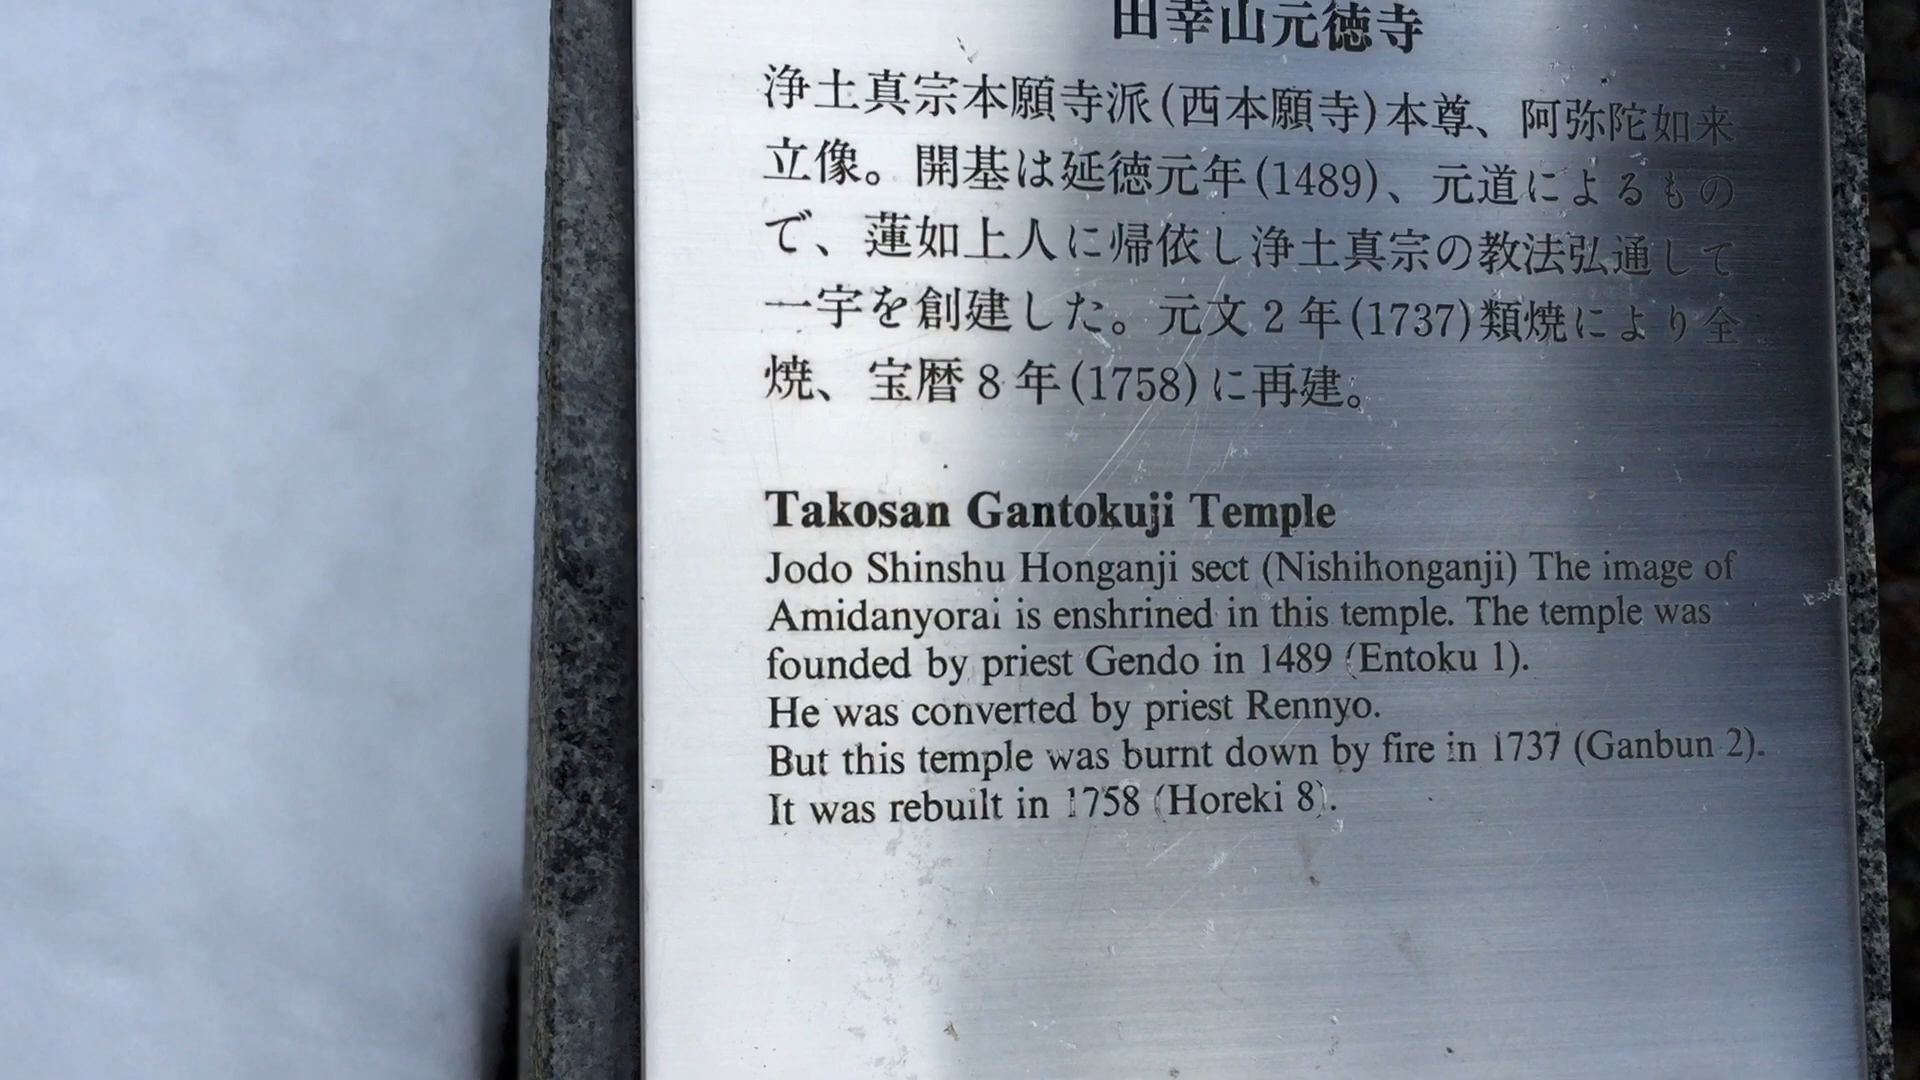 田幸山元徳寺
浄土真宗本願寺派(西本願寺)本尊、阿弥陀如来
立像。開基は延徳元年(1489)、元道によるもの
で、蓮如上人に帰依し浄土真宗の教法弘通して
一宇を創建した。元文2年(1737)類焼により全
焼、宝暦8年(1758)に再建。
Takosan Gantokuji Temple
Jodo Shinshu Honganji sect (Nishihonganji) The image of
Amidanyorai is enshrined in this temple. The temple was
founded by priest Gendo in 1489 (Entoku 1).
He was converted by priest Rennyo.
But this temple was burnt down by fire in 1737 (Ganbun 2).
It was rebuilt in 1758 (Horeki 8).